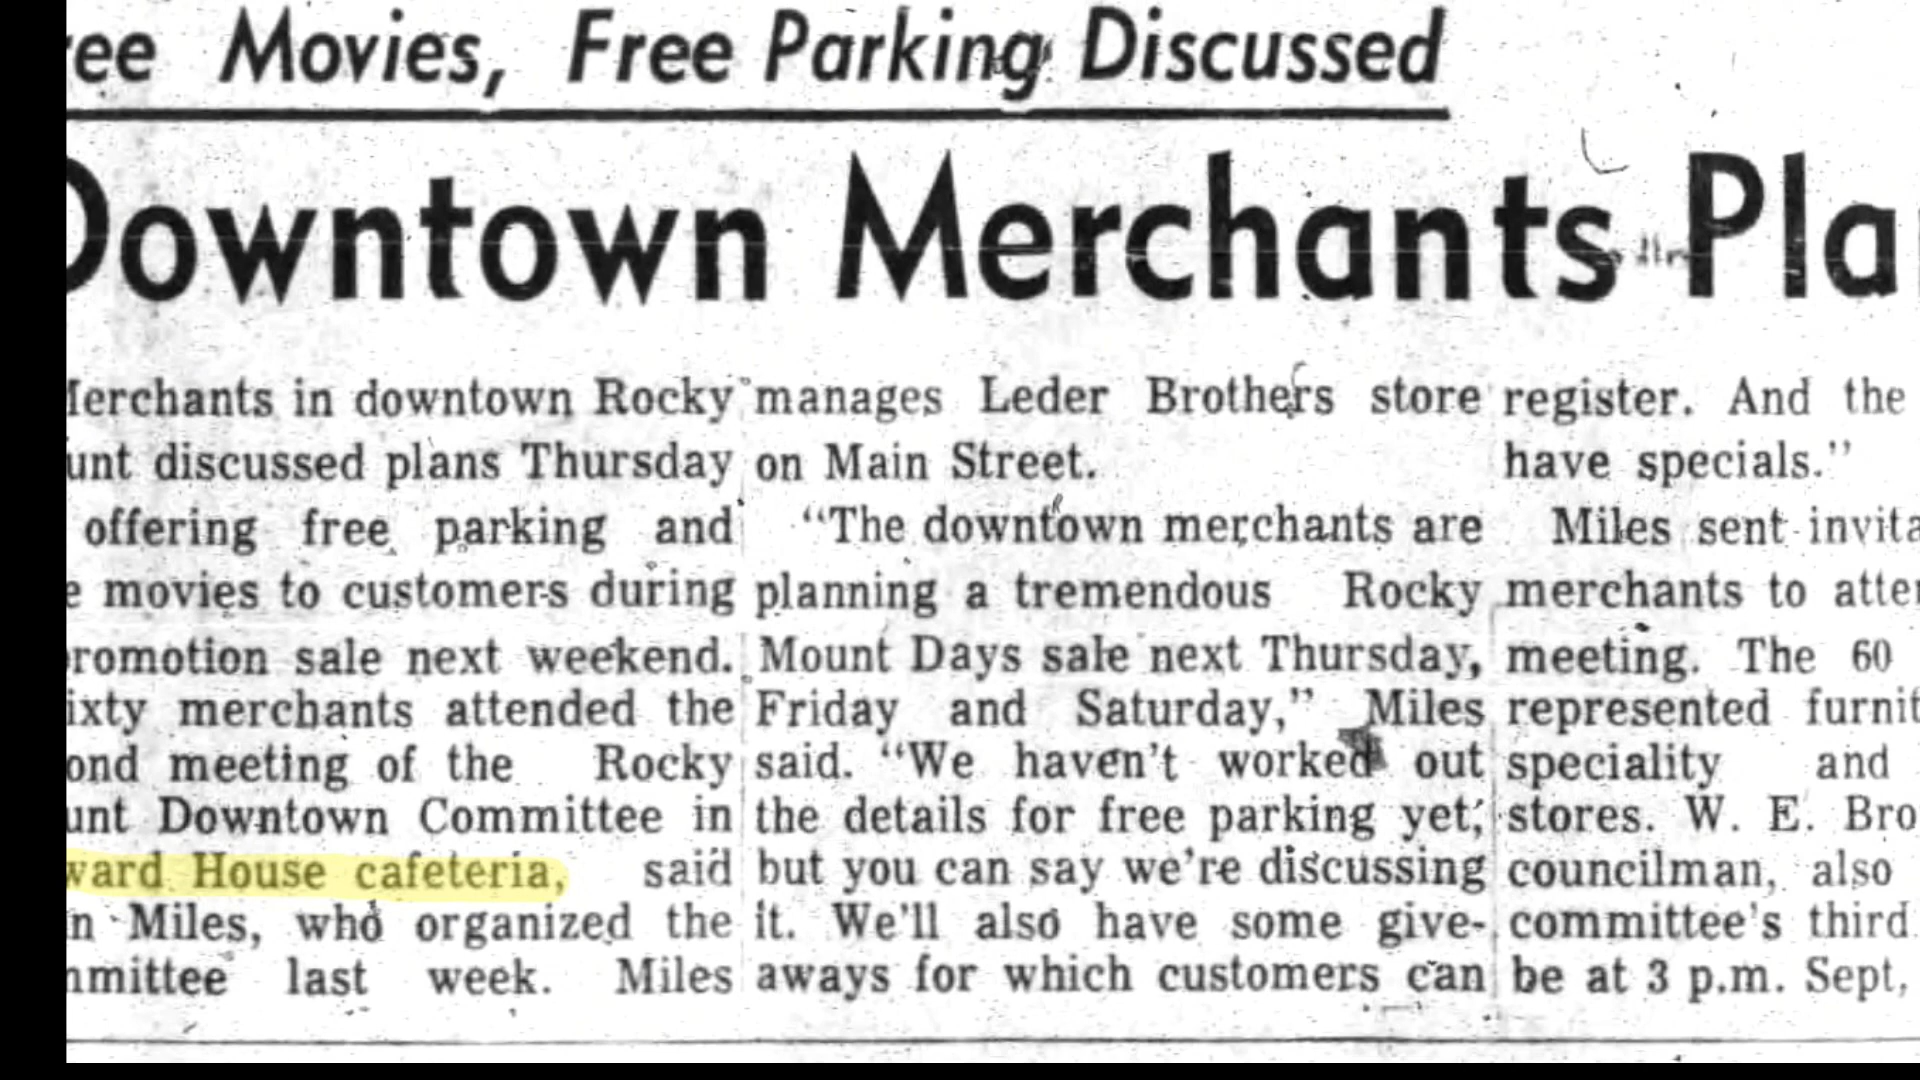 ee Movies, Free Parking Discussed
Downtown Merchants Pla
erchants in downtown Rocky
unt discussed plans Thursday
offering free parking and
e movies to customers during
romotion sale next weekend.
ixty merchants attended the
ond meeting of the Rocky
unt Downtown Committee in
ward House cafeteria, said
n Miles, who organized the
mmittee last week. Miles
manages Leder Brothers store
on Main Street.
“The downtown merchants are
planning a tremendous Rocky
Mount Days sale next Thursday,
Friday and Saturday,” Miles
said. “We haven't worked out
the details for free parking yet,
but you can say we're discussing
it. We'll also have some give-
aways for which customers can
register. And the
have specials.”
Miles sent invita
merchants to atte
meeting. The 60
represented furnit
speciality and
stores. W. E. Bro
councilman, also
committee's third
be at 3 p.m. Sept,